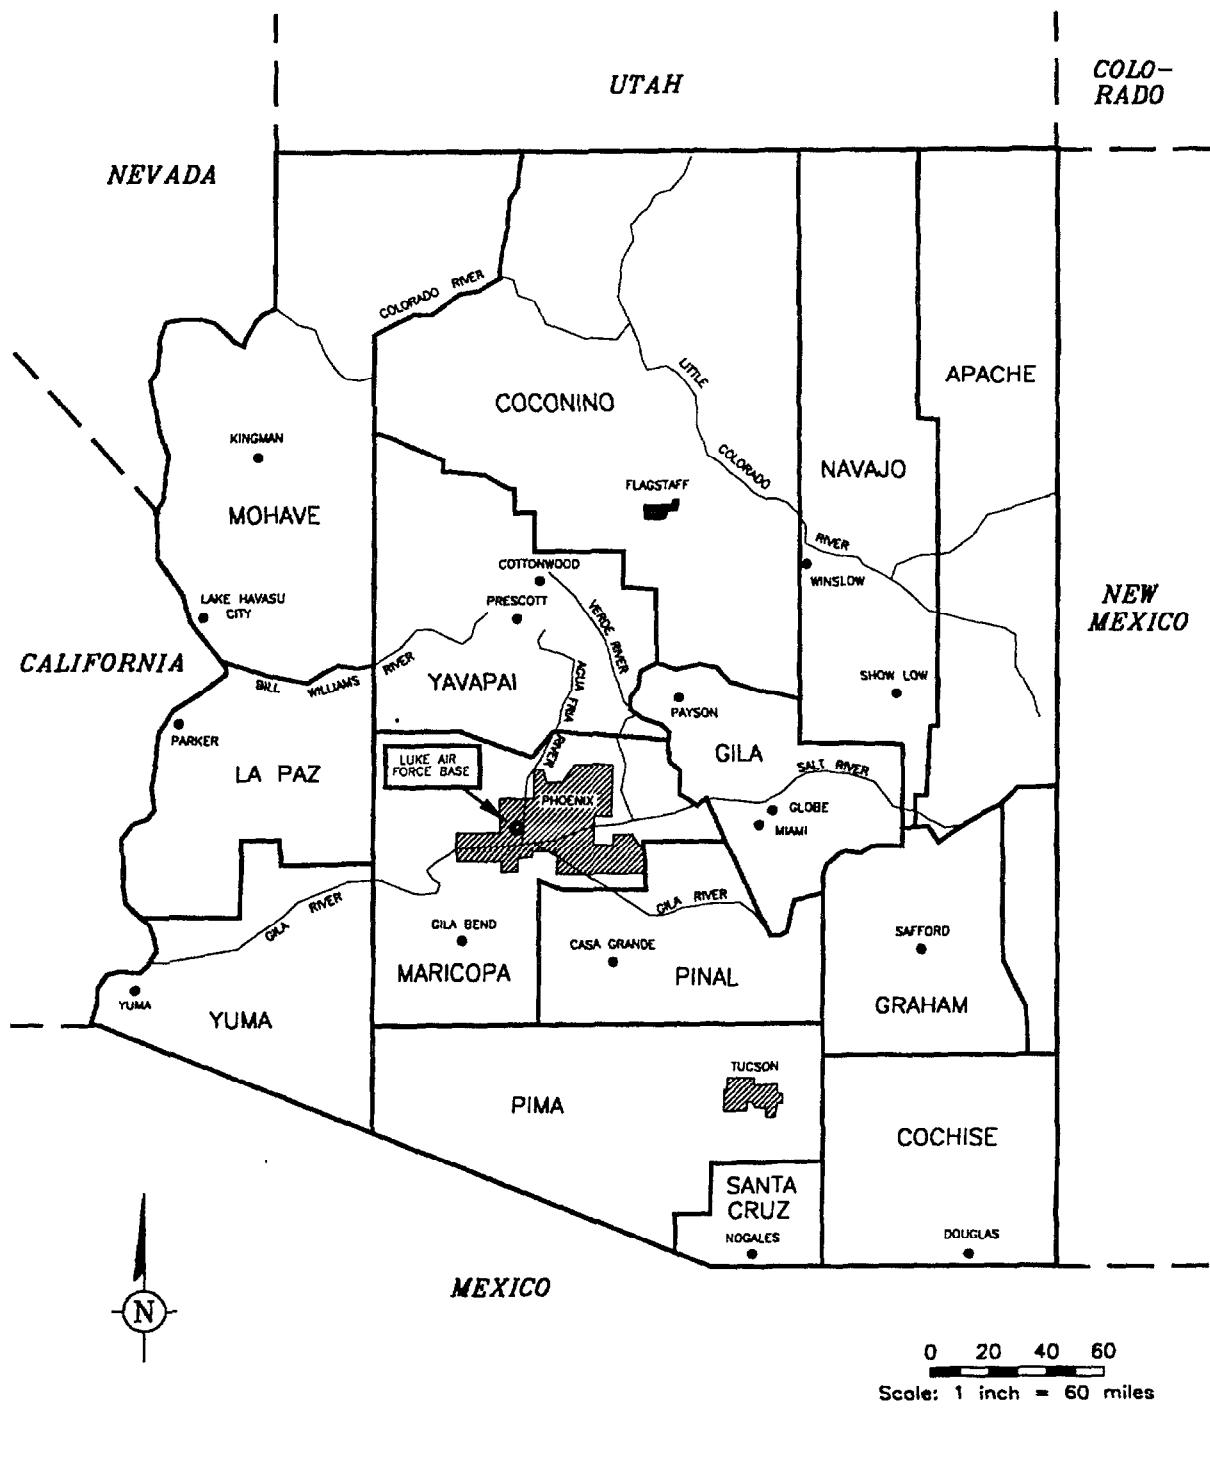 UTAH
COLO-
RADO
NEVADA
COLORADO RIVER
LITTLE
APACHE
COCONINO
KINGMAN
COLORADO
NAVAJO
FLAGSTAFF
MOHAVE
RIVER
COTTONWOOD
WINSLOW
LAKE HAVASU
CITY
PRESCOTT
VERDE RIVER
NEW
MEXICO
CALIFORNIA
BILL WILLIAMS RIVER
YAVAPAI
AGUA FRIA RIVER
SHOW LOW
PAYSON
PARKER
LA PAZ
LUKE AIR
FORCE BASE
GILA
SALT RIVER
PHOENIX
GLOBE
MIAMI
GILA RIVER
GILA RIVER
GILA BEND
CASA GRANDE
SAFFORD
MARICOPA
PINAL
YUMA
GRAHAM
YUMA
TUCSON
PIMA
COCHISE
SANTA
CRUZ
NOGALES
DOUGLAS
MEXICO
N
0 20 40 60
Scale: 1 inch = 60 miles